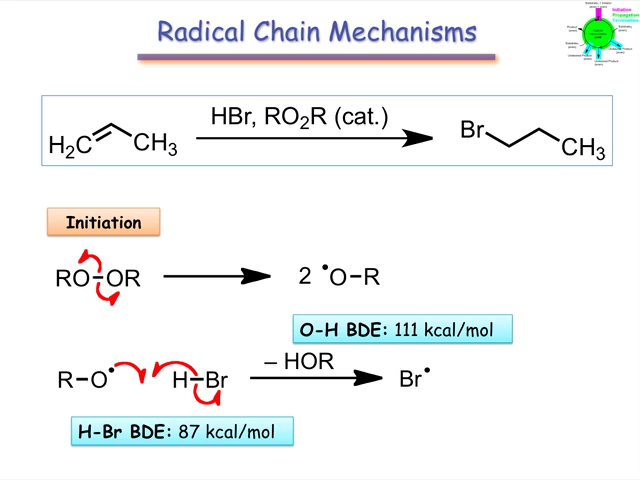 Radical Chain Mechanisms
Initiation
Propagation
Termination
H₂C CH₃
HBr, RO₂R (cat.)
Br CH₃
Initiation
RO–OR
2 •O–R
O–H BDE: 111 kcal/mol
R–O•
H–Br
– HOR
Br•
H–Br BDE: 87 kcal/mol